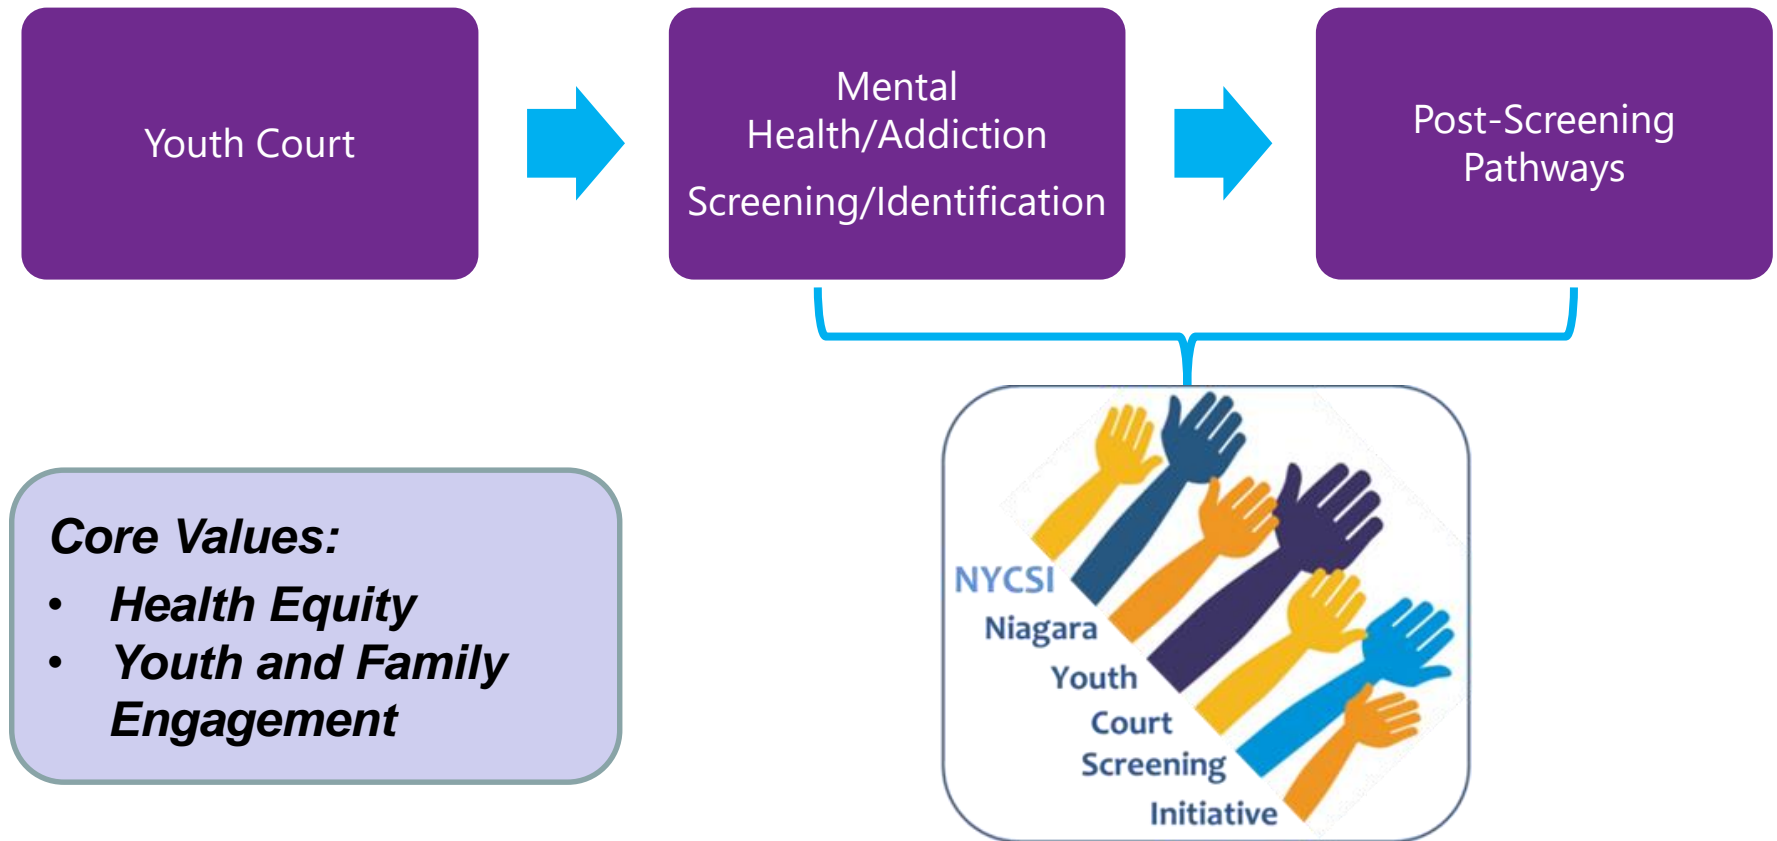 Youth Court
Mental
Health/Addiction
Screening/Identification
Post-Screening
Pathways
Core Values:
• Health Equity
• Youth and Family
Engagement
NYCSI
Niagara
Youth
Court
Screening
Initiative